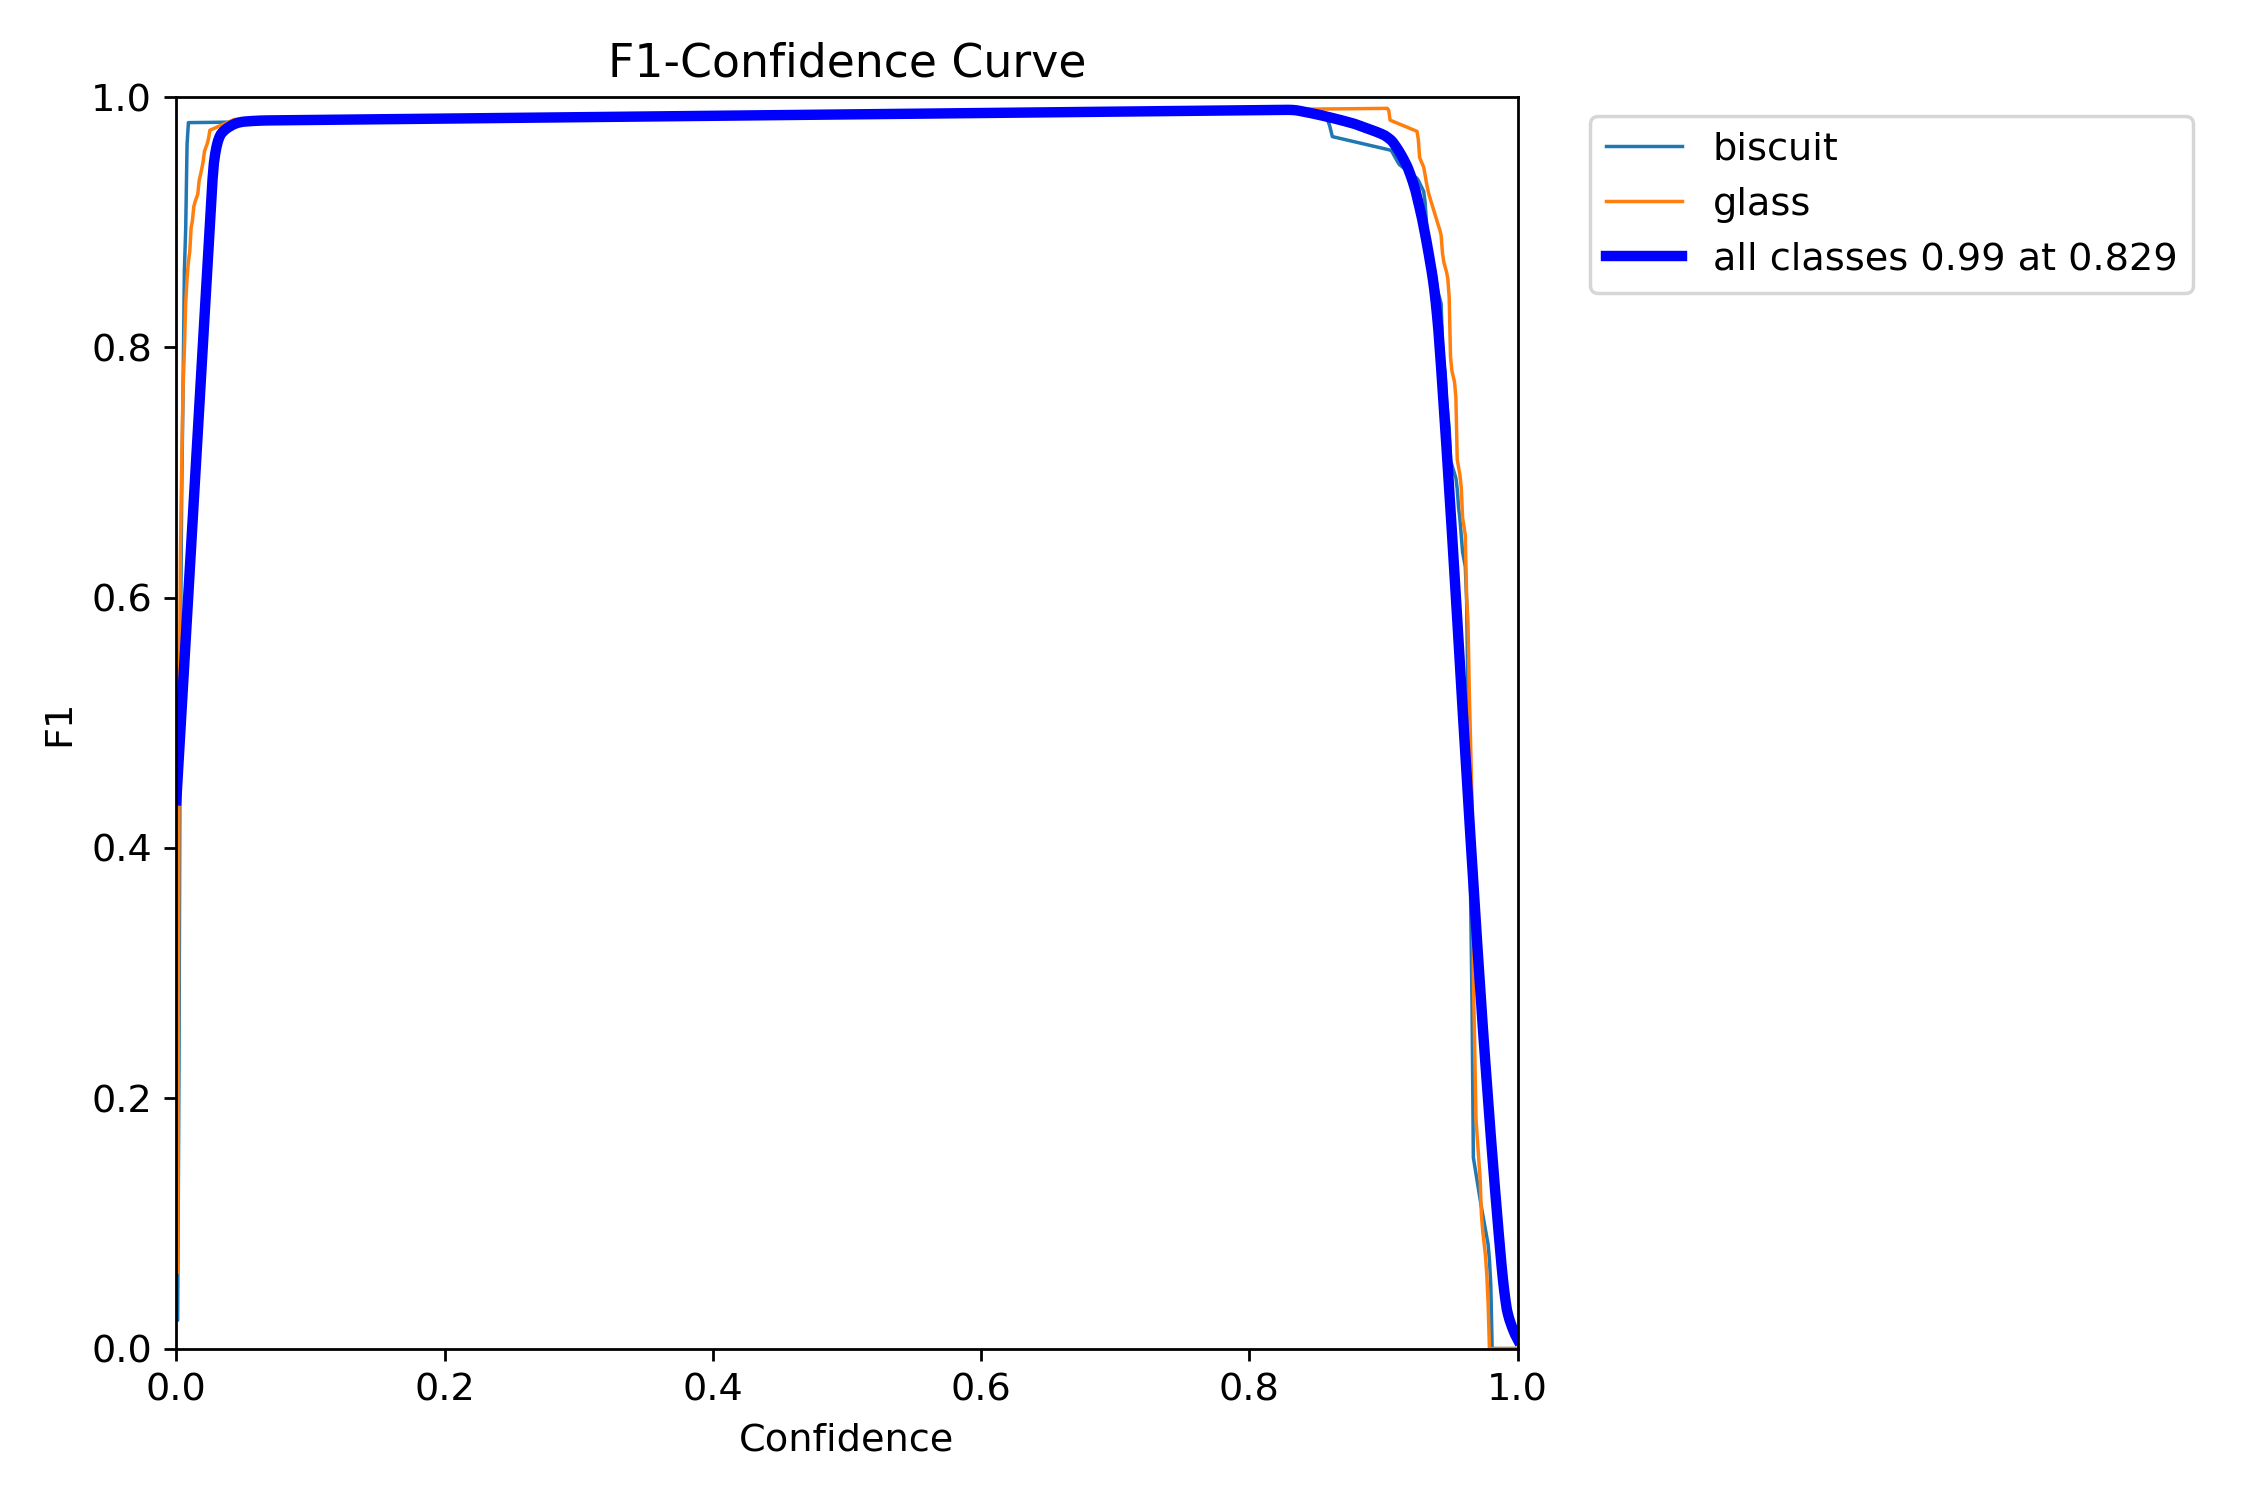 F1-Confidence Curve
1.0
0.8
0.6
0.4
0.2
0.0
F1
0.0 0.2 0.4 0.6 0.8 1.0
Confidence
biscuit
glass
all classes 0.99 at 0.829